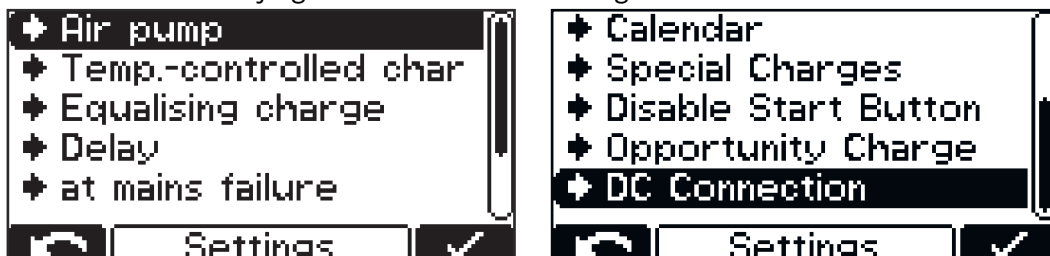 Air pump
Temp.-controlled char
Equalising charge
Delay
at mains failure
Settings
Calendar
Special Charges
Disable Start Button
Opportunity Charge
DC Connection
Settings